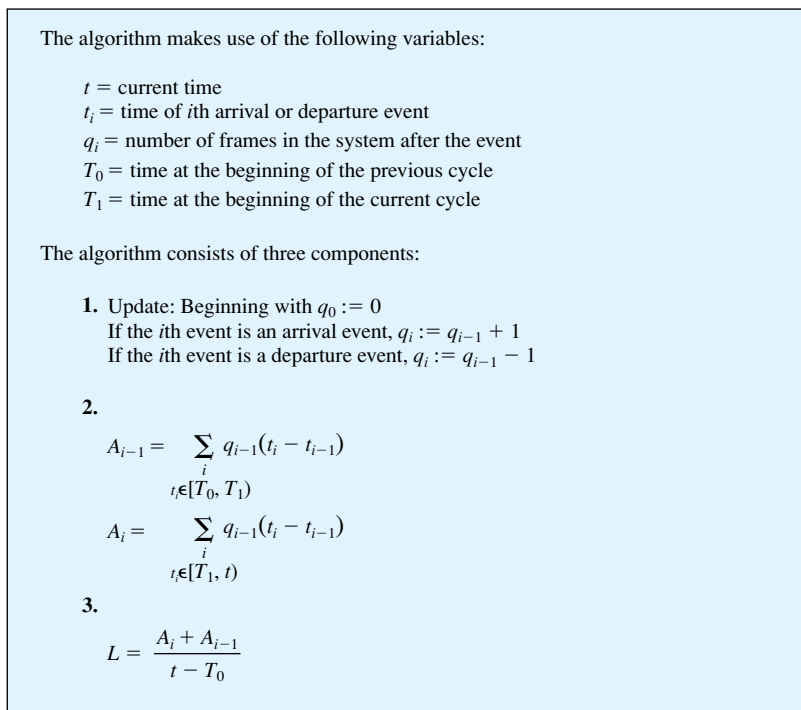 The algorithm makes use of the following variables:
t = current time
tᵢ = time of ith arrival or departure event
qᵢ = number of frames in the system after the event
T₀ = time at the beginning of the previous cycle
T₁ = time at the beginning of the current cycle
The algorithm consists of three components:
1. Update: Beginning with q₀ := 0
If the ith event is an arrival event, qᵢ := qᵢ₋₁ + 1
If the ith event is a departure event, qᵢ := qᵢ₋₁ − 1
2.
Aᵢ₋₁ = ∑ qᵢ₋₁(tᵢ − tᵢ₋₁)
i
tᵢϵ[T₀, T₁)
Aᵢ = ∑ qᵢ₋₁(tᵢ − tᵢ₋₁)
i
tᵢϵ[T₁, t)
3.
L = (Aᵢ + Aᵢ₋₁) / (t − T₀)